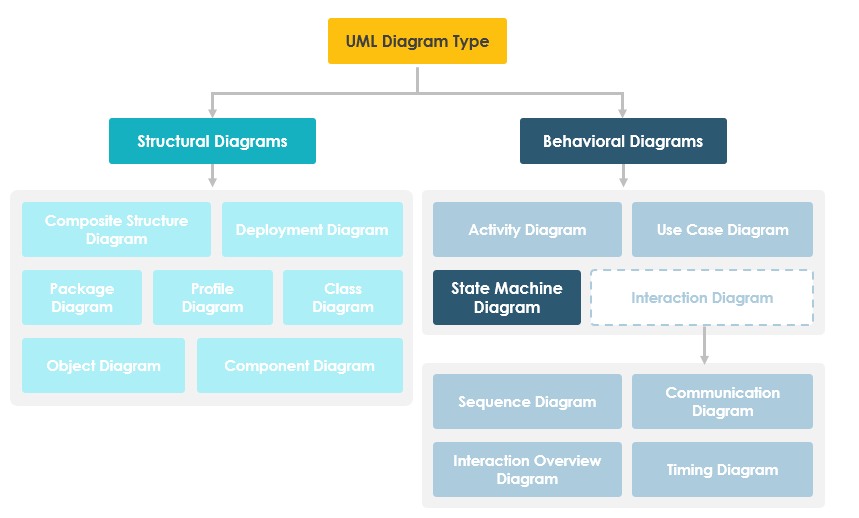 UML Diagram Type
Structural Diagrams
Behavioral Diagrams
Composite Structure
Diagram
Deployment Diagram
Package
Diagram
Profile
Diagram
Class
Diagram
Object Diagram
Component Diagram
Activity Diagram
Use Case Diagram
State Machine
Diagram
Interaction Diagram
Sequence Diagram
Communication
Diagram
Interaction Overview
Diagram
Timing Diagram